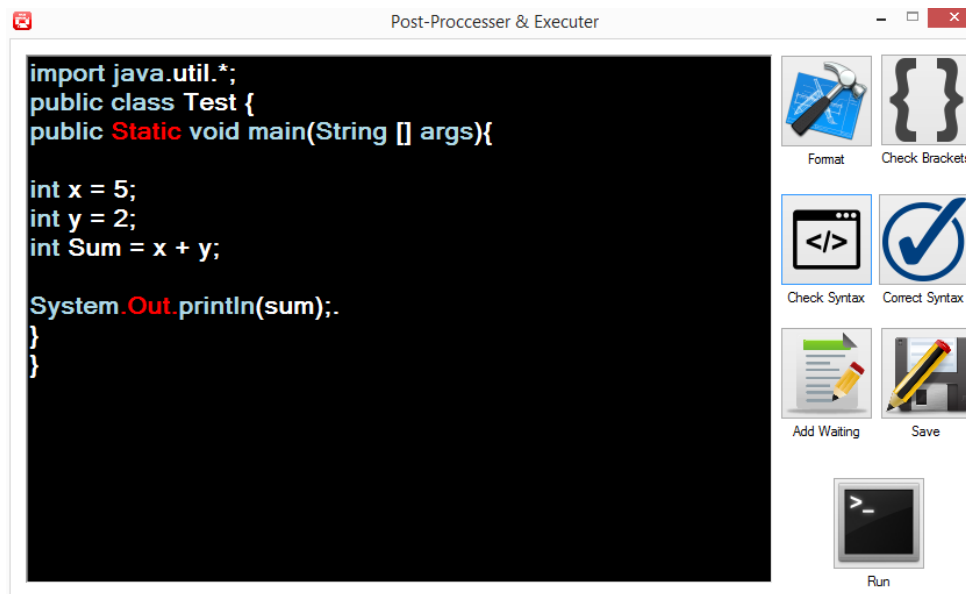 Post-Proccesser & Executer
import java.util.*;
public class Test {
public Static void main(String [] args){
int x = 5;
int y = 2;
int Sum = x + y;
System.Out.println(sum);.
}
}
Format
Check Brackets
</>
Check Syntax
Correct Syntax
Add Waiting
Save
>_
Run